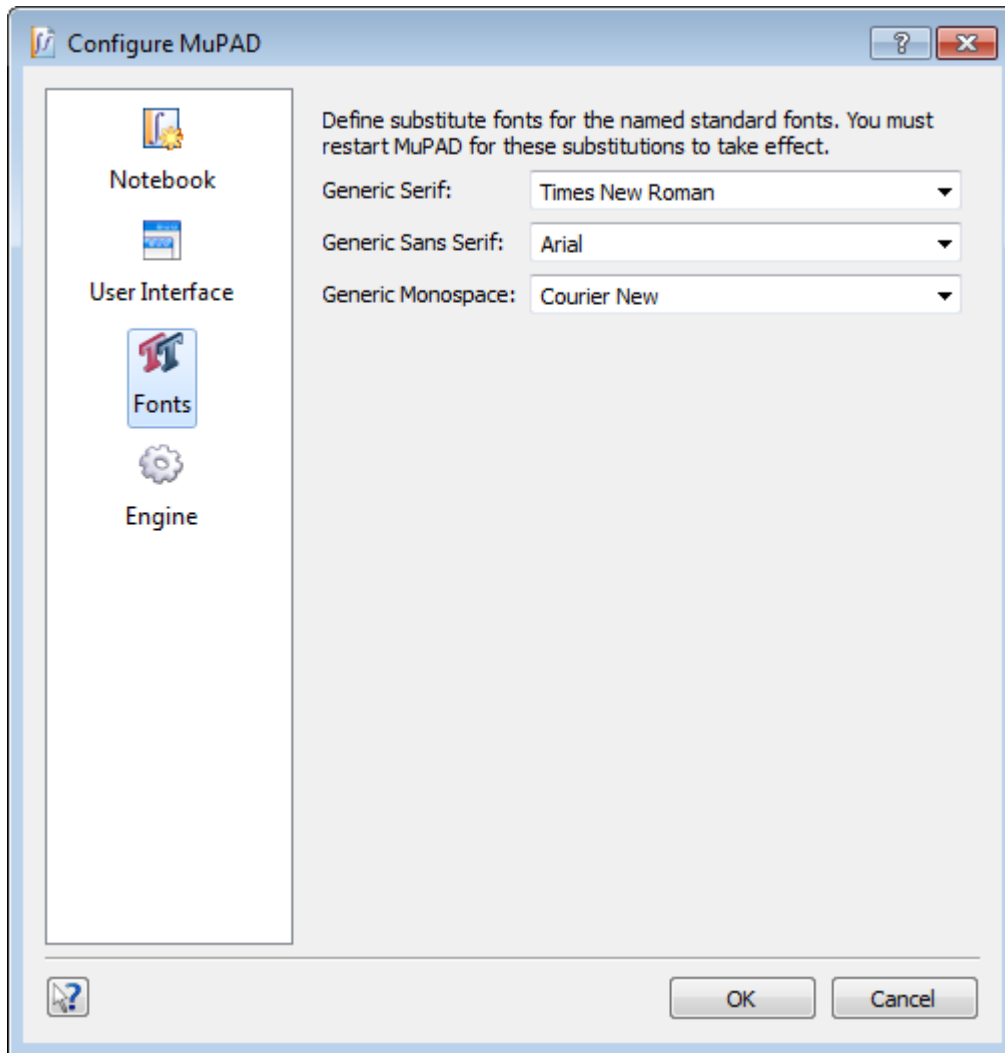 Configure MuPAD
Notebook
User Interface
Fonts
Engine
Define substitute fonts for the named standard fonts. You must
restart MuPAD for these substitutions to take effect.
Generic Serif: Times New Roman
Generic Sans Serif: Arial
Generic Monospace: Courier New
OK Cancel